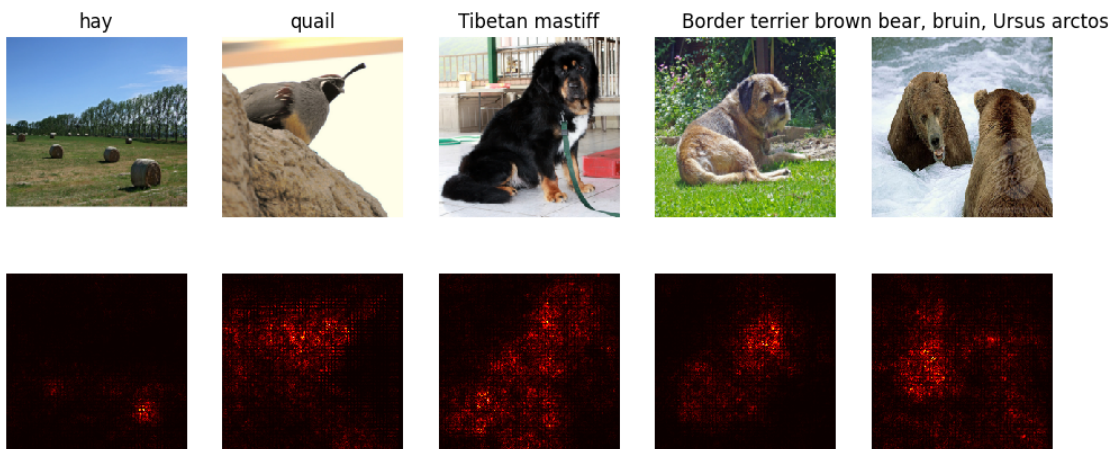 hay
quail
Tibetan mastiff
Border terrier
brown bear, bruin, Ursus arctos